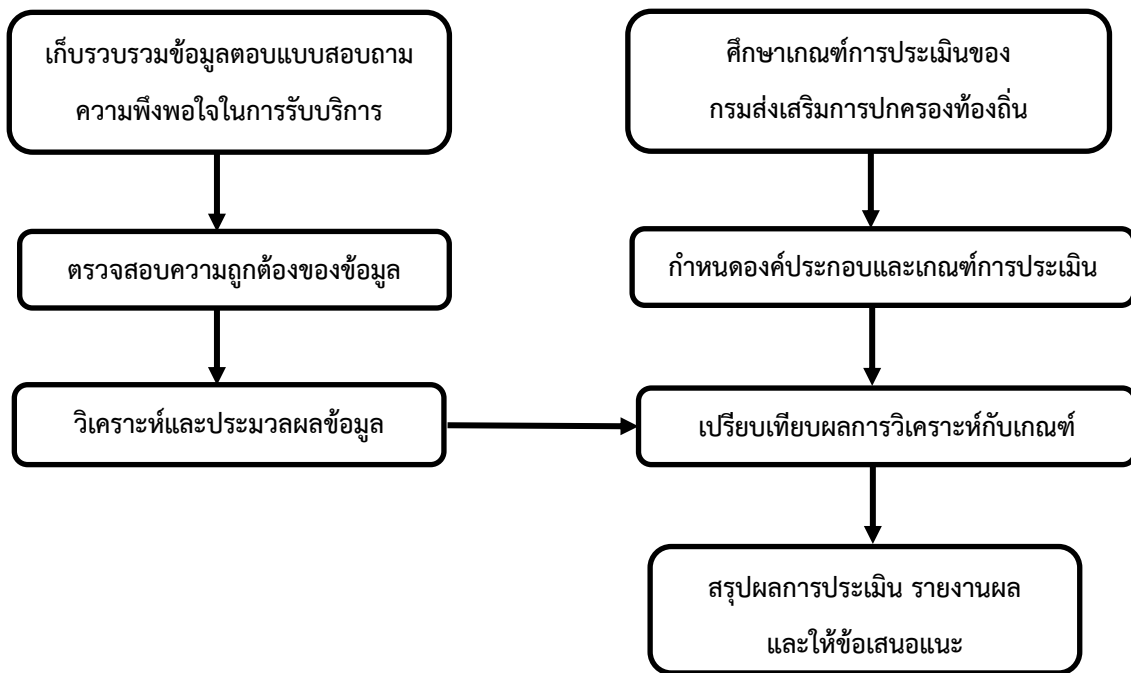 เก็บรวบรวมข้อมูลตอบแบบสอบถาม
ความพึงพอใจในการรับบริการ
ตรวจสอบความถูกต้องของข้อมูล
วิเคราะห์และประมวลผลข้อมูล
ศึกษาเกณฑ์การประเมินของ
กรมส่งเสริมการปกครองท้องถิ่น
กำหนดองค์ประกอบและเกณฑ์การประเมิน
เปรียบเทียบผลการวิเคราะห์กับเกณฑ์
สรุปผลการประเมิน รายงานผล
และให้ข้อเสนอแนะ